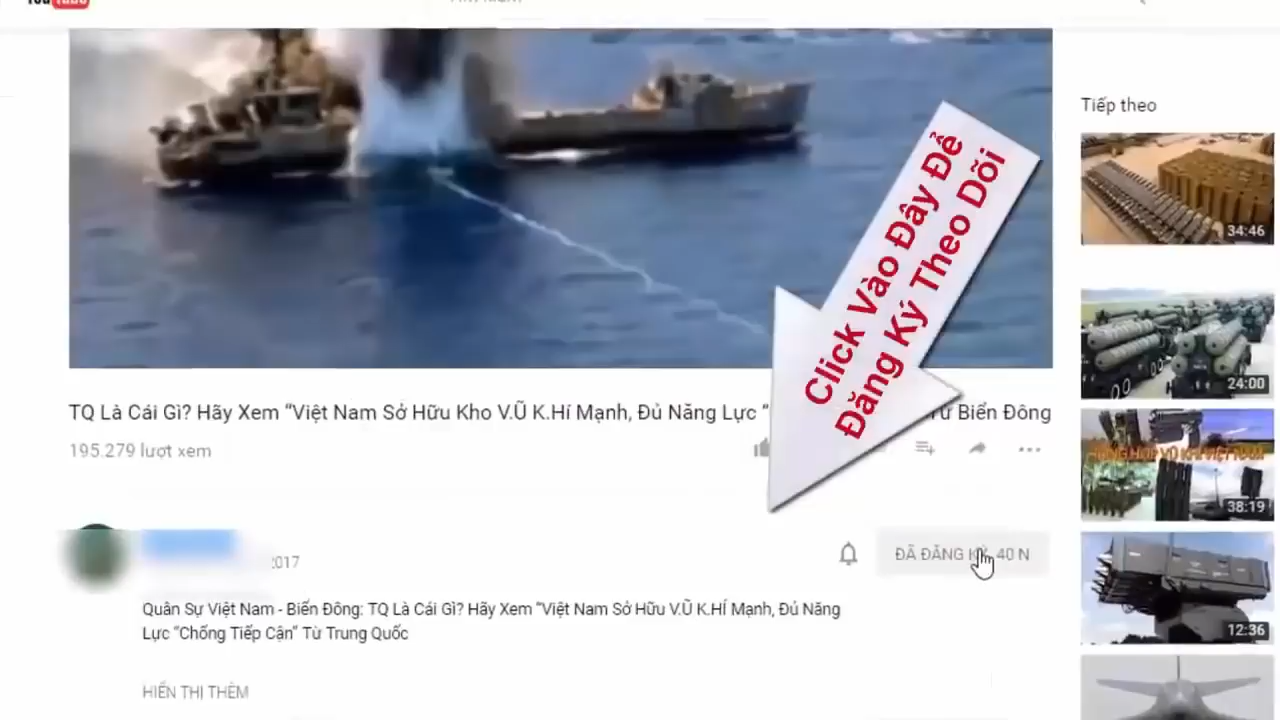 YouTube
Tiếp theo
34:46
Click Vào Đây Để
Đăng Ký Theo Dõi
24:00
TQ Là Cái Gì? Hãy Xem “Việt Nam Sở Hữu Kho V.Ũ K.Hí Mạnh, Đủ Năng Lực “ Từ Biển Đông
195.279 lượt xem
38:19
2017
ĐÃ ĐĂNG KÝ 40 N
Quân Sự Việt Nam - Biển Đông: TQ Là Cái Gì? Hãy Xem “Việt Nam Sở Hữu V.Ũ K.HÍ Mạnh, Đủ Năng
Lực “Chống Tiếp Cận” Từ Trung Quốc
12:36
HIỂN THỊ THÊM